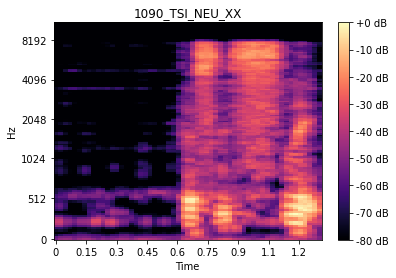 1090_TSI_NEU_XX
+0 dB
8192
-10 dB
4096
-20 dB
-30 dB
2048
Hz
-40 dB
1024
-50 dB
512
-60 dB
-70 dB
0
-80 dB
0 0.15 0.3 0.45 0.6 0.75 0.9 1.1 1.2
Time